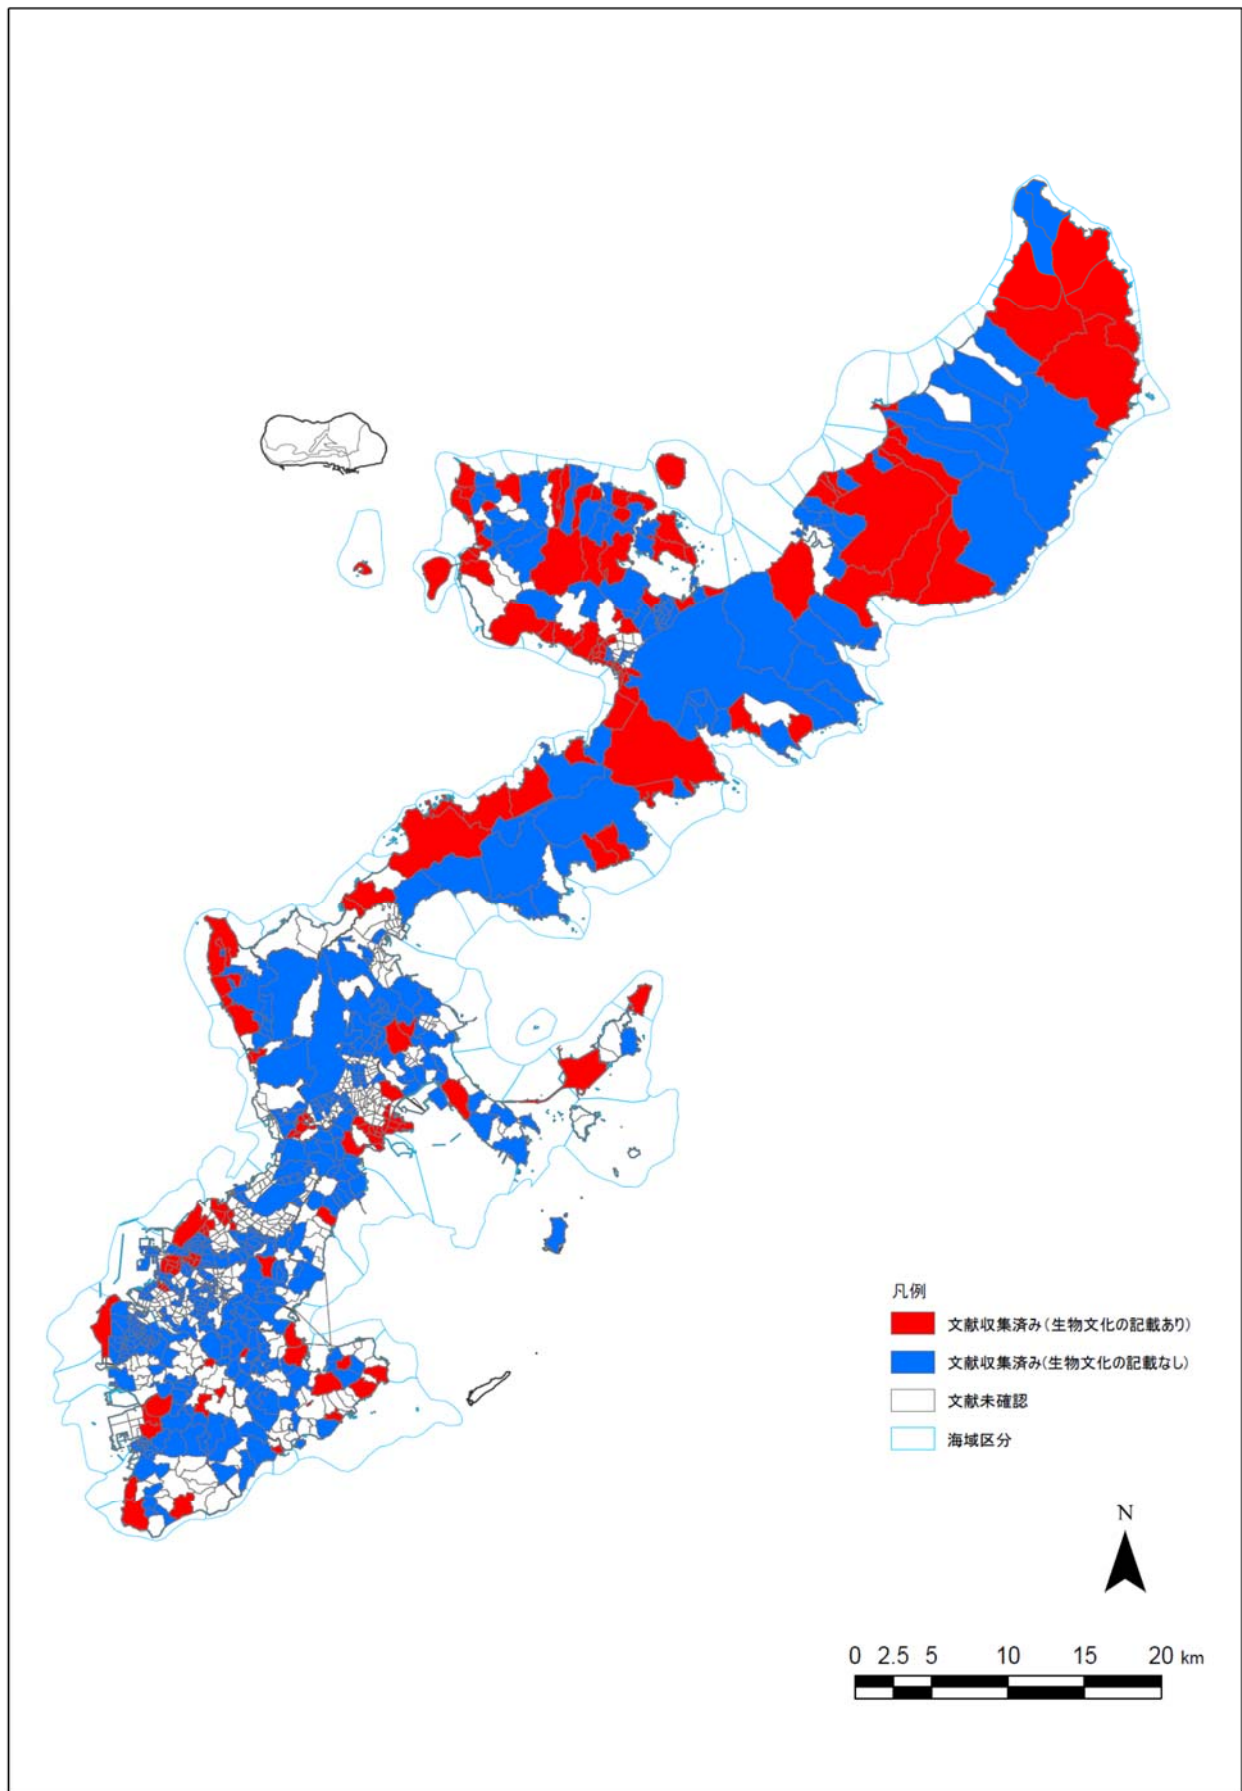 凡例
文献収集済み（生物文化の記載あり）
文献収集済み(生物文化の記載なし)
文献未確認
海域区分
N
0 2.5 5 10 15 20 km